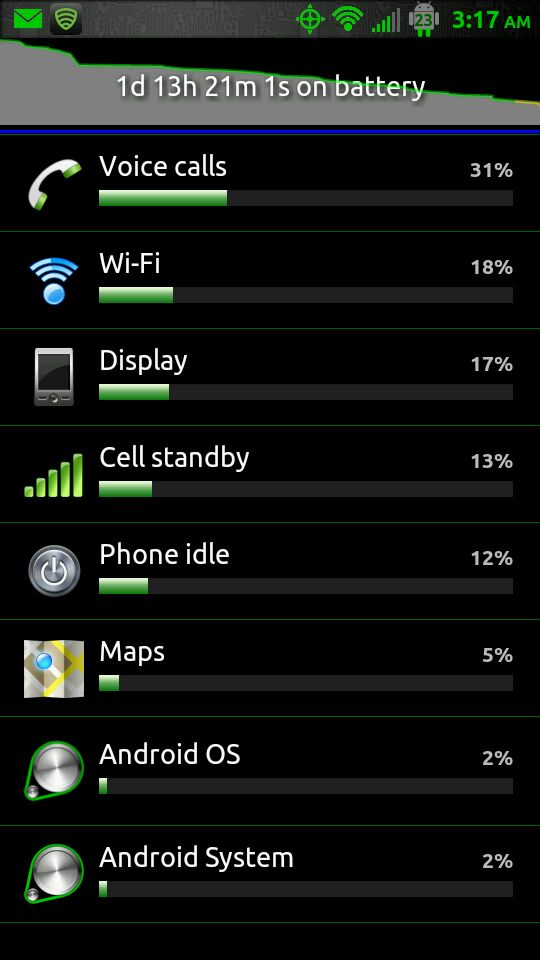 23 3:17 AM
1d 13h 21m 1s on battery
Voice calls 31%
Wi-Fi 18%
Display 17%
Cell standby 13%
Phone idle 12%
Maps 5%
Android OS 2%
Android System 2%